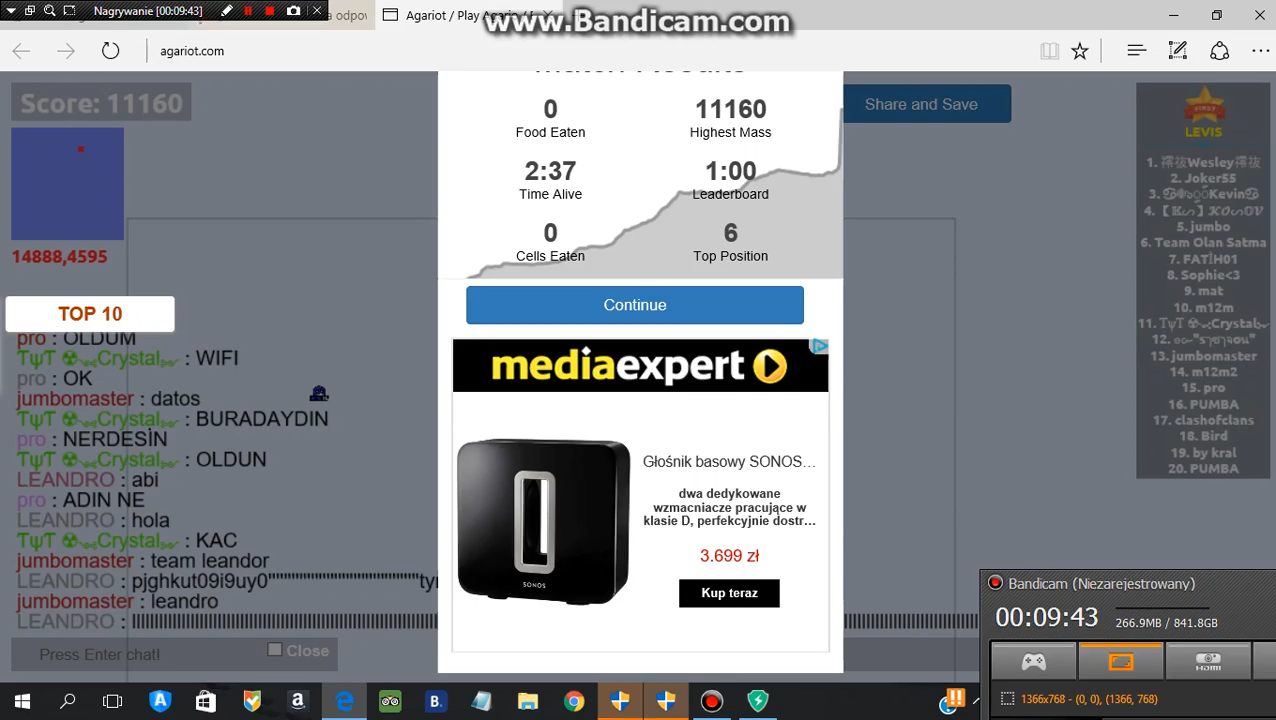 Nagrywanie [00:09:43]
www.Bandicam.com
odpov
Agariot / Play Agario
agariot.com
Score: 11160
14888,4595
TOP 10
pro : OLDUM
TψT ☢Crystal : WIFI
pro : OK
jumbomaster : datos
TψT ☢Crystal : BURADAYDIN
pro : NERDESİN
TψT ☢Crystal : OLDUN
LEANDRO : abi
pro : ADIN NE
LEANDRO : hola
TψT ☢Crystal : KAC
jumbomaster : team leandor
jumbomaster : leandro
Press Enter chat!
Close
Match Results
0
Food Eaten
11160
Highest Mass
2:37
Time Alive
1:00
Leaderboard
0
Cells Eaten
6
Top Position
Continue
mediaexpert
SONOS
Głośnik basowy SONOS...
dwa dedykowane
wzmacniacze pracujące w
klasie D, perfekcyjnie dostr...
3.699 zł
Kup teraz
Share and Save
FIRST
LEVIS
1. Wesley
2. Joker55
3. Kevin
5. jumbo
6. Team Olan Satma
7. FATİH01
8. Sophie<3
9. mat
10. m12m
11. TψT ☢Crystal
13. jumbomaster
14. m12m2
15. pro
16. PUMBA
17. clashofclans
18. Bird
19. by kral
20. PUMBA
Bandicam (Niezarejestrowany)
00:09:43
266.9MB / 841.8GB
HDMI
1366x768 - (0, 0), (1366, 768)